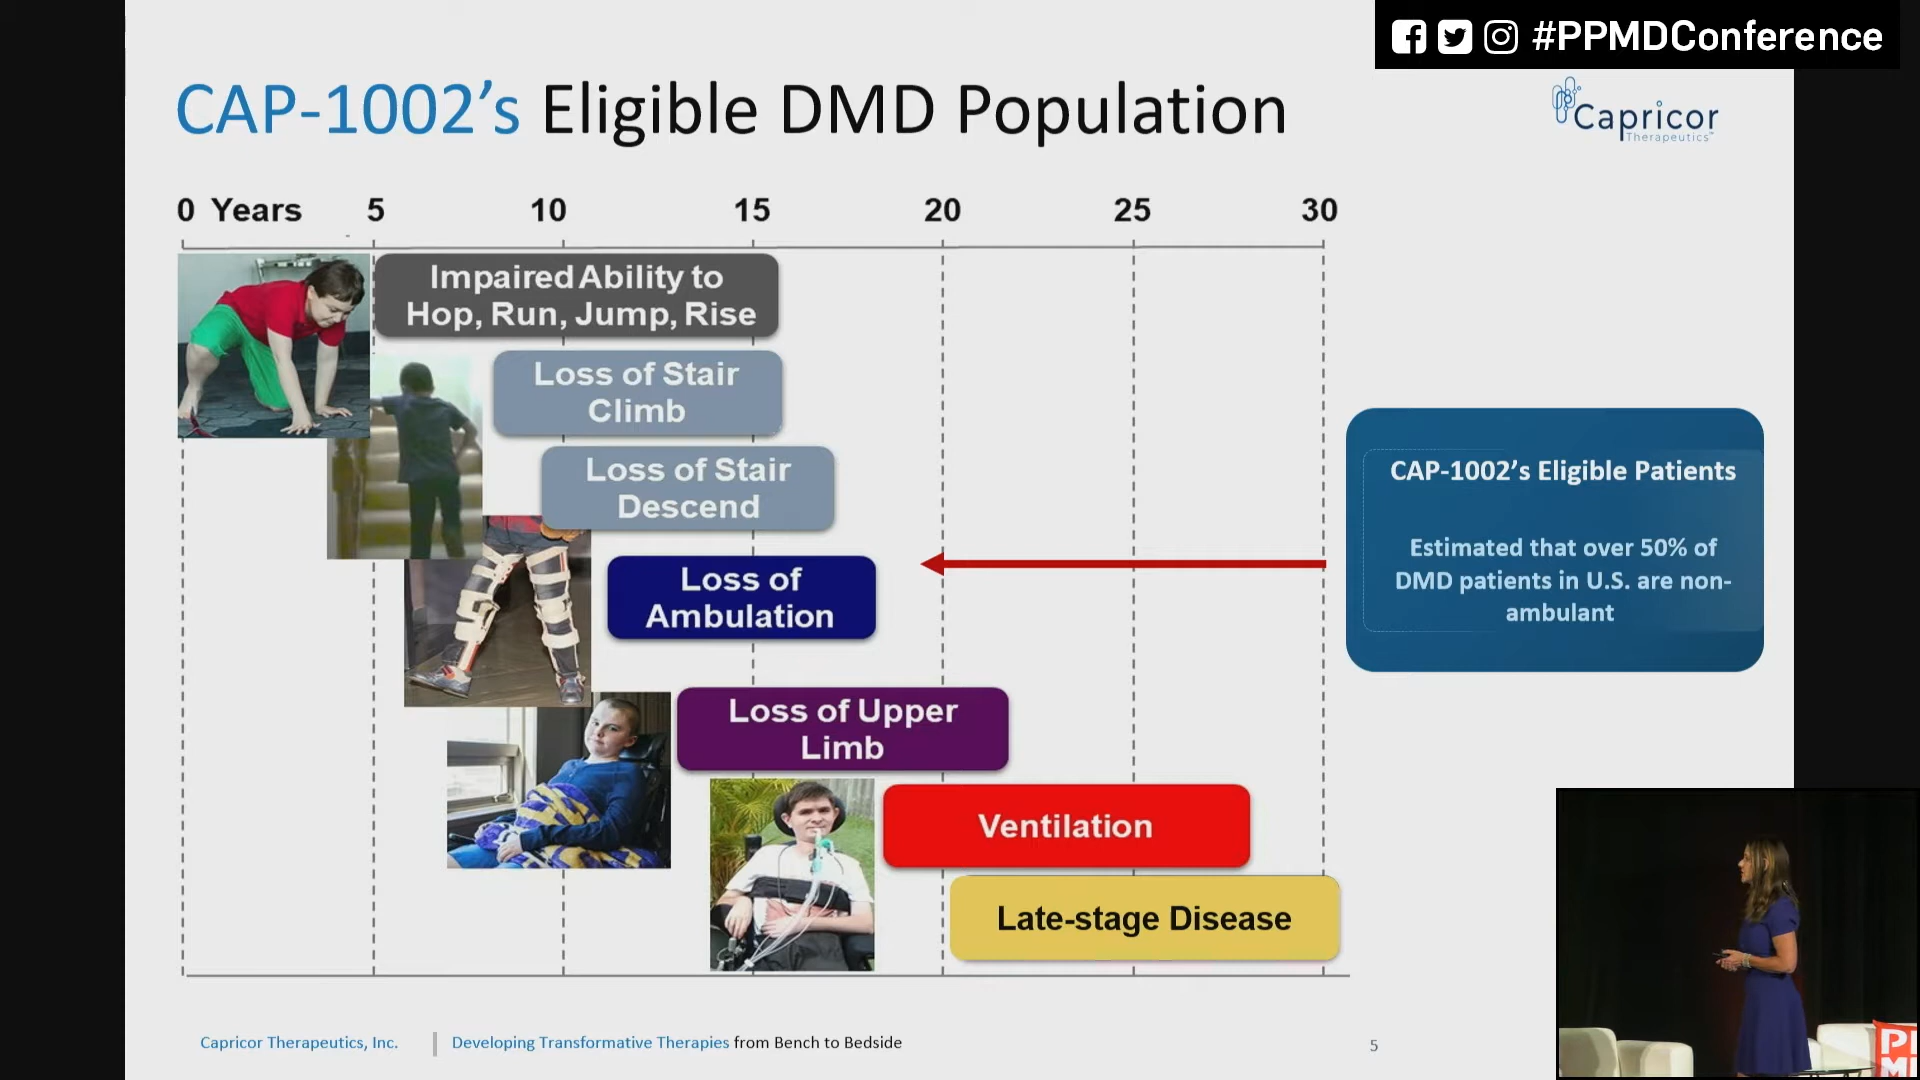 #PPMDConference
CAP-1002's Eligible DMD Population
Capricor
Therapeutics™
0 Years 5 10 15 20 25 30
Impaired Ability to
Hop, Run, Jump, Rise
Loss of Stair
Climb
Loss of Stair
Descend
Loss of
Ambulation
Loss of Upper
Limb
Ventilation
Late-stage Disease
CAP-1002's Eligible Patients
Estimated that over 50% of
DMD patients in U.S. are non-
ambulant
Capricor Therapeutics, Inc. | Developing Transformative Therapies from Bench to Bedside
5